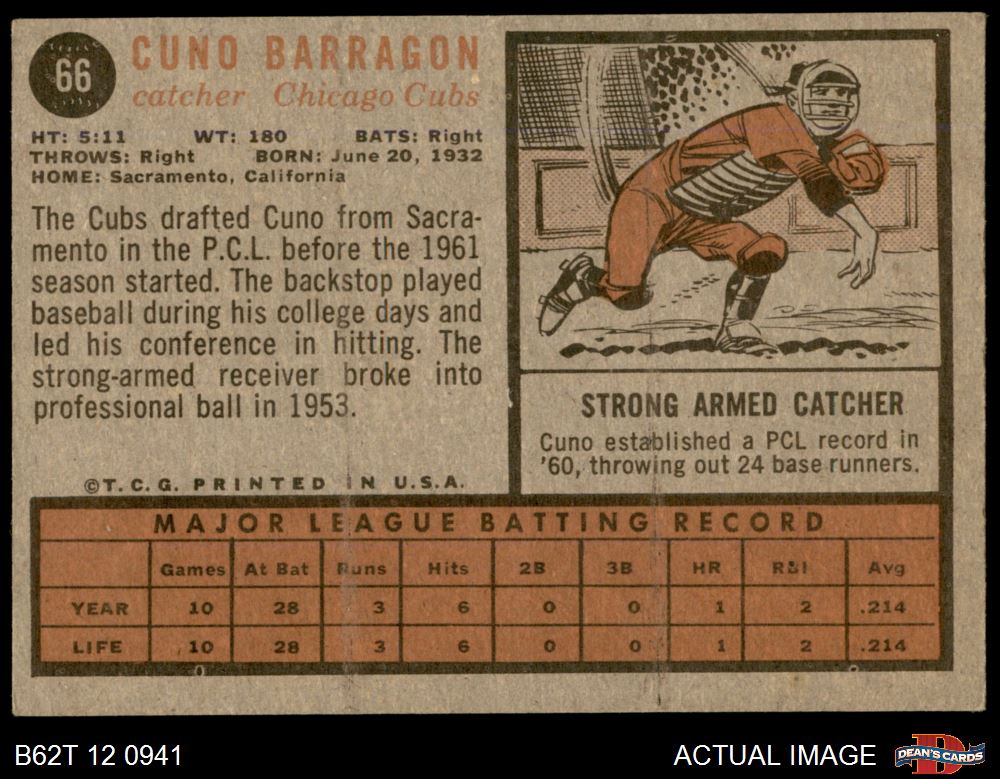 66
CUNO BARRAGON
catcher Chicago Cubs
HT: 5:11 WT: 180 BATS: Right
THROWS: Right BORN: June 20, 1932
HOME: Sacramento, California
The Cubs drafted Cuno from Sacra-
mento in the P.C.L. before the 1961
season started. The backstop played
baseball during his college days and
led his conference in hitting. The
strong-armed receiver broke into
professional ball in 1953.
©T.C.G. PRINTED IN U.S.A.
STRONG ARMED CATCHER
Cuno established a PCL record in
'60, throwing out 24 base runners.
MAJOR LEAGUE BATTING RECORD
Games At Bat Runs Hits 2B 3B HR RBI Avg
YEAR 10 28 3 6 0 0 1 2 .214
LIFE 10 28 3 6 0 0 1 2 .214
B62T 12 0941
ACTUAL IMAGE
DEAN'S CARDS